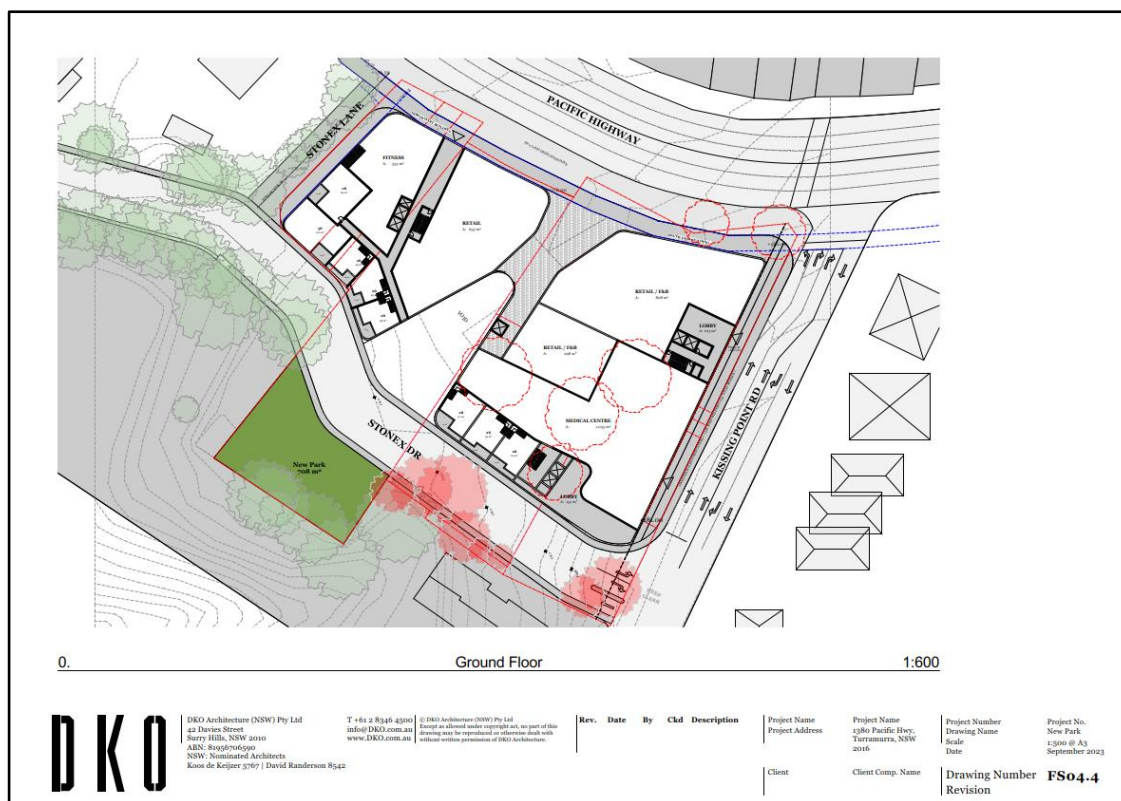 PACIFIC HIGHWAY
STONEX LANE
FITNESS
RETAIL
RETAIL / F&B
LOBBY
VOID
RETAIL / F&B
MEDICAL CENTRE
KISSING POINT RD
STONEX DR
New Park
708 m²
LOBBY
0.
Ground Floor
1:600
DKO
DKO Architecture (NSW) Pty Ltd
42 Davies Street
Surry Hills, NSW 2010
ABN: 81956706590
NSW: Nominated Architects
Koos de Keijzer 5767 | David Randerson 8542
T +61 2 8346 4500
info@DKO.com.au
www.DKO.com.au
© DKO Architecture (NSW) Pty Ltd
Except as allowed under copyright act, no part of this
drawing may be reproduced or otherwise dealt with
without written permission of DKO Architecture.
Rev. Date By Ckd Description
Project Name Project Name
Project Address 1380 Pacific Hwy,
Turramurra, NSW
2016
Client Client Comp. Name
Project Number Project No.
Drawing Name New Park
Scale 1:500 @ A3
Date September 2023
Drawing Number FS04.4
Revision